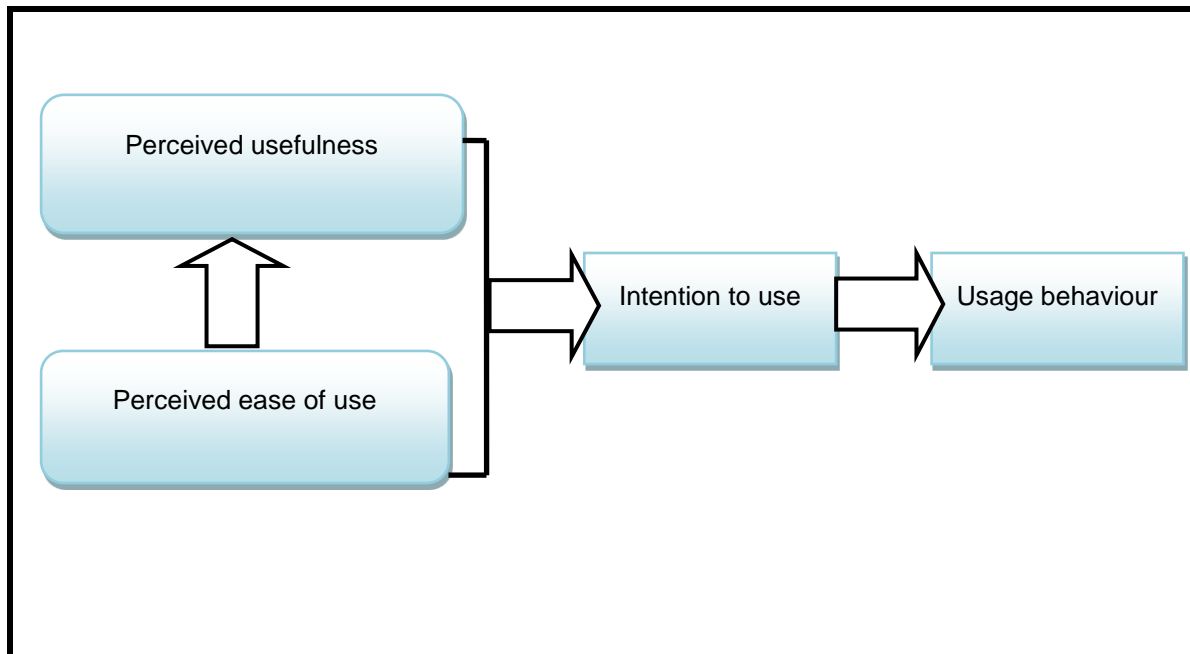 Perceived usefulness
Perceived ease of use
Intention to use
Usage behaviour